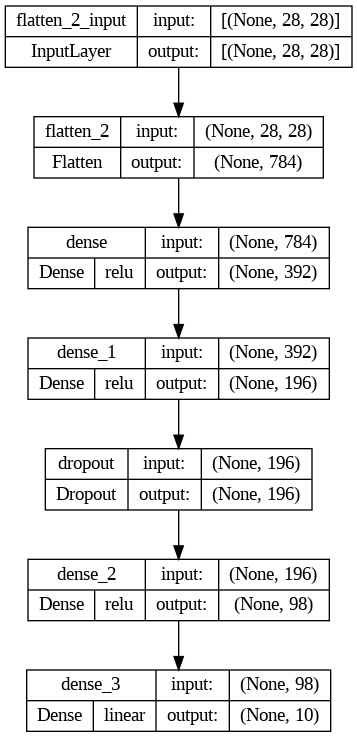 flatten_2_input input: [(None, 28, 28)]
InputLayer output: [(None, 28, 28)]
flatten_2 input: (None, 28, 28)
Flatten output: (None, 784)
dense input: (None, 784)
Dense relu output: (None, 392)
dense_1 input: (None, 392)
Dense relu output: (None, 196)
dropout input: (None, 196)
Dropout output: (None, 196)
dense_2 input: (None, 196)
Dense relu output: (None, 98)
dense_3 input: (None, 98)
Dense linear output: (None, 10)